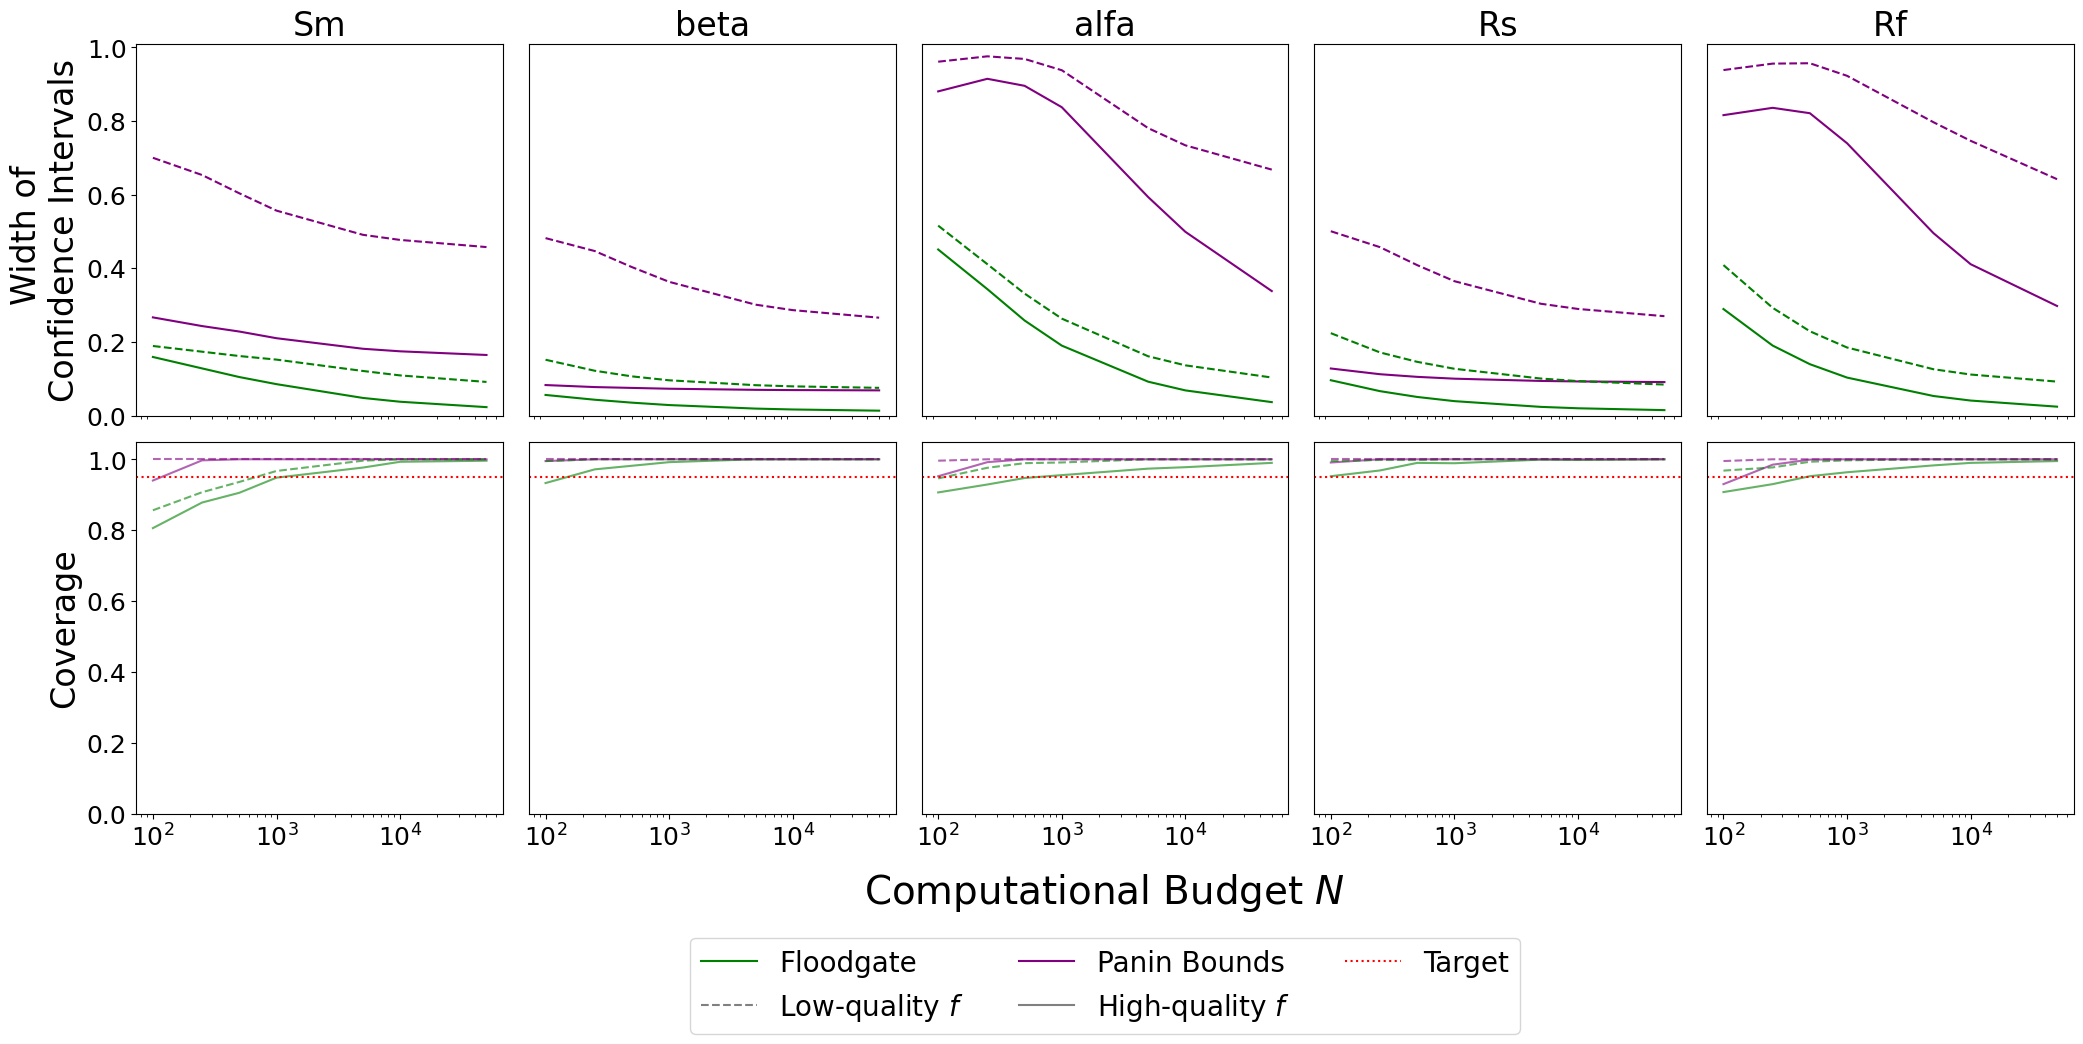 Sm beta alfa Rs Rf
Width of
Confidence Intervals
1.0
0.8
0.6
0.4
0.2
0.0
Coverage
1.0
0.8
0.6
0.4
0.2
0.0
10² 10³ 10⁴ 10² 10³ 10⁴ 10² 10³ 10⁴ 10² 10³ 10⁴ 10² 10³ 10⁴
Computational Budget N
Floodgate Panin Bounds Target
Low-quality f High-quality f